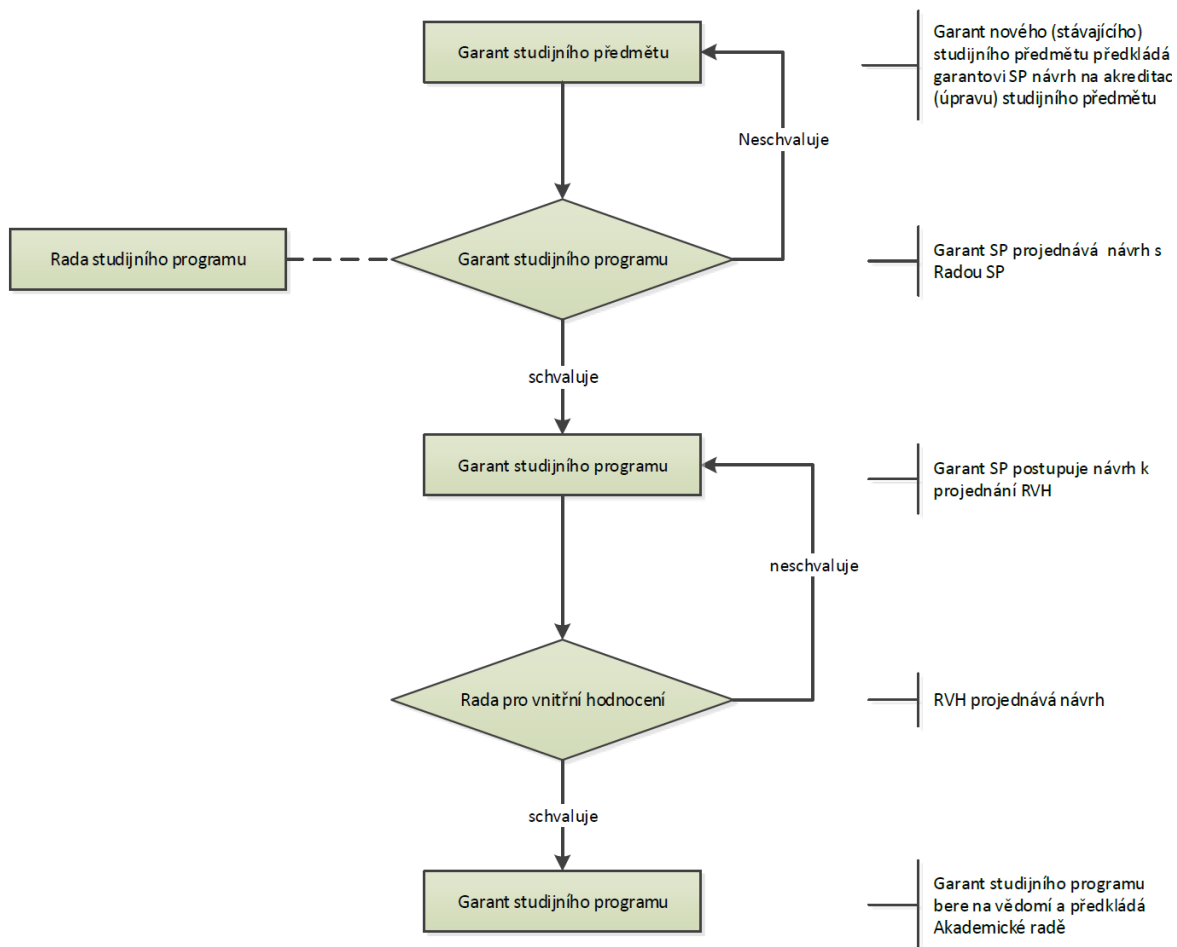 Garant studijního předmětu
Garant nového (stávajícího)
studijního předmětu předkládá
garantovi SP návrh na akreditac
(úpravu) studijního předmětu
Neschvaluje
Rada studijního programu
Garant studijního programu
Garant SP projednává návrh s
Radou SP
schvaluje
Garant studijního programu
Garant SP postupuje návrh k
projednání RVH
neschvaluje
Rada pro vnitřní hodnocení
RVH projednává návrh
schvaluje
Garant studijního programu
Garant studijního programu
bere na vědomí a předkládá
Akademické radě